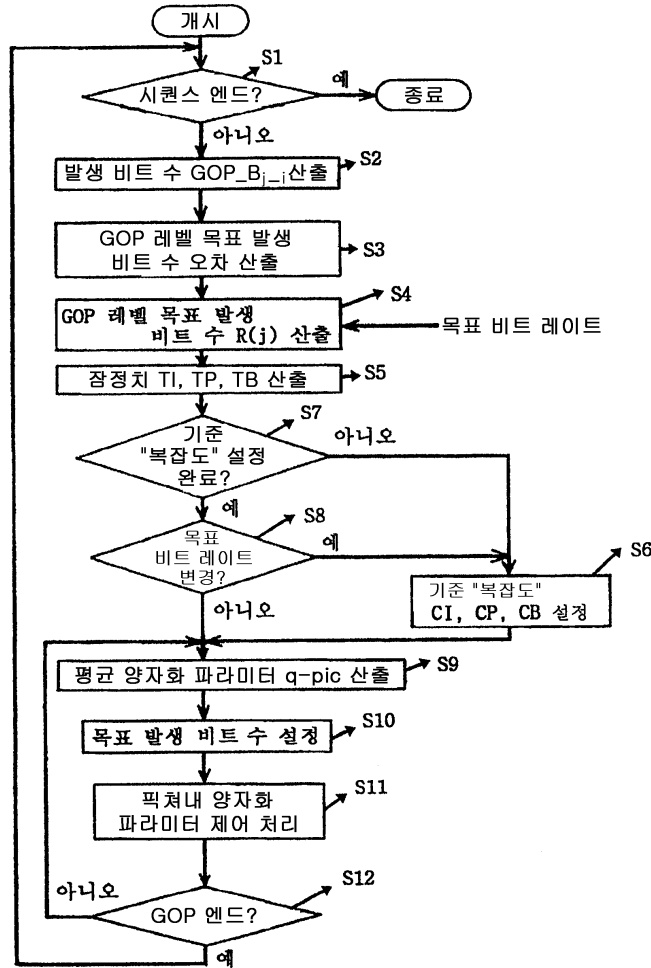 개시
S1
시퀀스 엔드?
예
종료
아니오
S2
발생 비트 수 GOP_Bj_i산출
GOP 레벨 목표 발생
비트 수 오차 산출
S3
S4
GOP 레벨 목표 발생
비트 수 R(j) 산출
목표 비트 레이트
잠정치 TI, TP, TB 산출
S5
S7
기준
"복잡도" 설정
완료?
아니오
예
S8
목표
비트 레이트
변경?
예
아니오
S6
기준 "복잡도"
CI, CP, CB 설정
평균 양자화 파라미터 q-pic 산출
S9
목표 발생 비트 수 설정
S10
픽쳐내 양자화
파라미터 제어 처리
S11
아니오
S12
GOP 엔드?
예